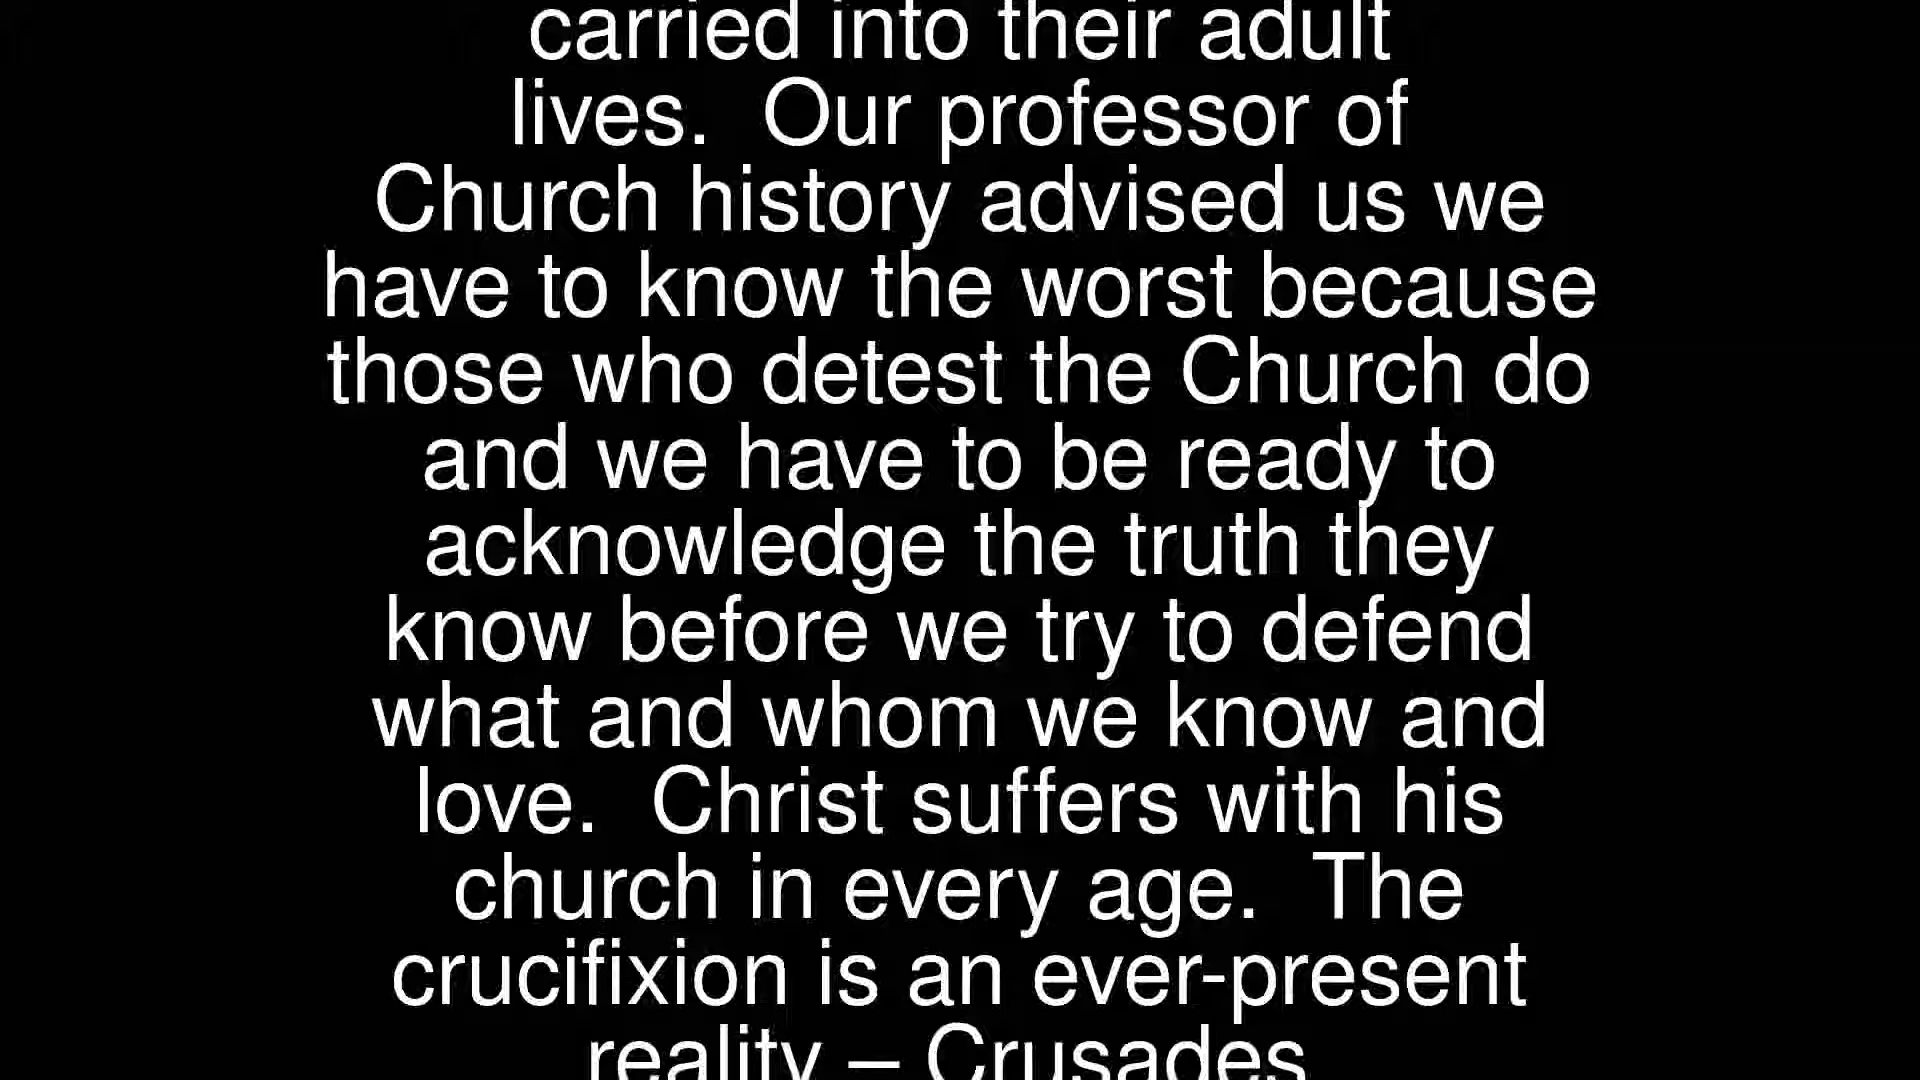 carried into their adult
lives.  Our professor of
Church history advised us we
have to know the worst because
those who detest the Church do
and we have to be ready to
acknowledge the truth they
know before we try to defend
what and whom we know and
love.  Christ suffers with his
church in every age.  The
crucifixion is an ever-present
reality – Crusades